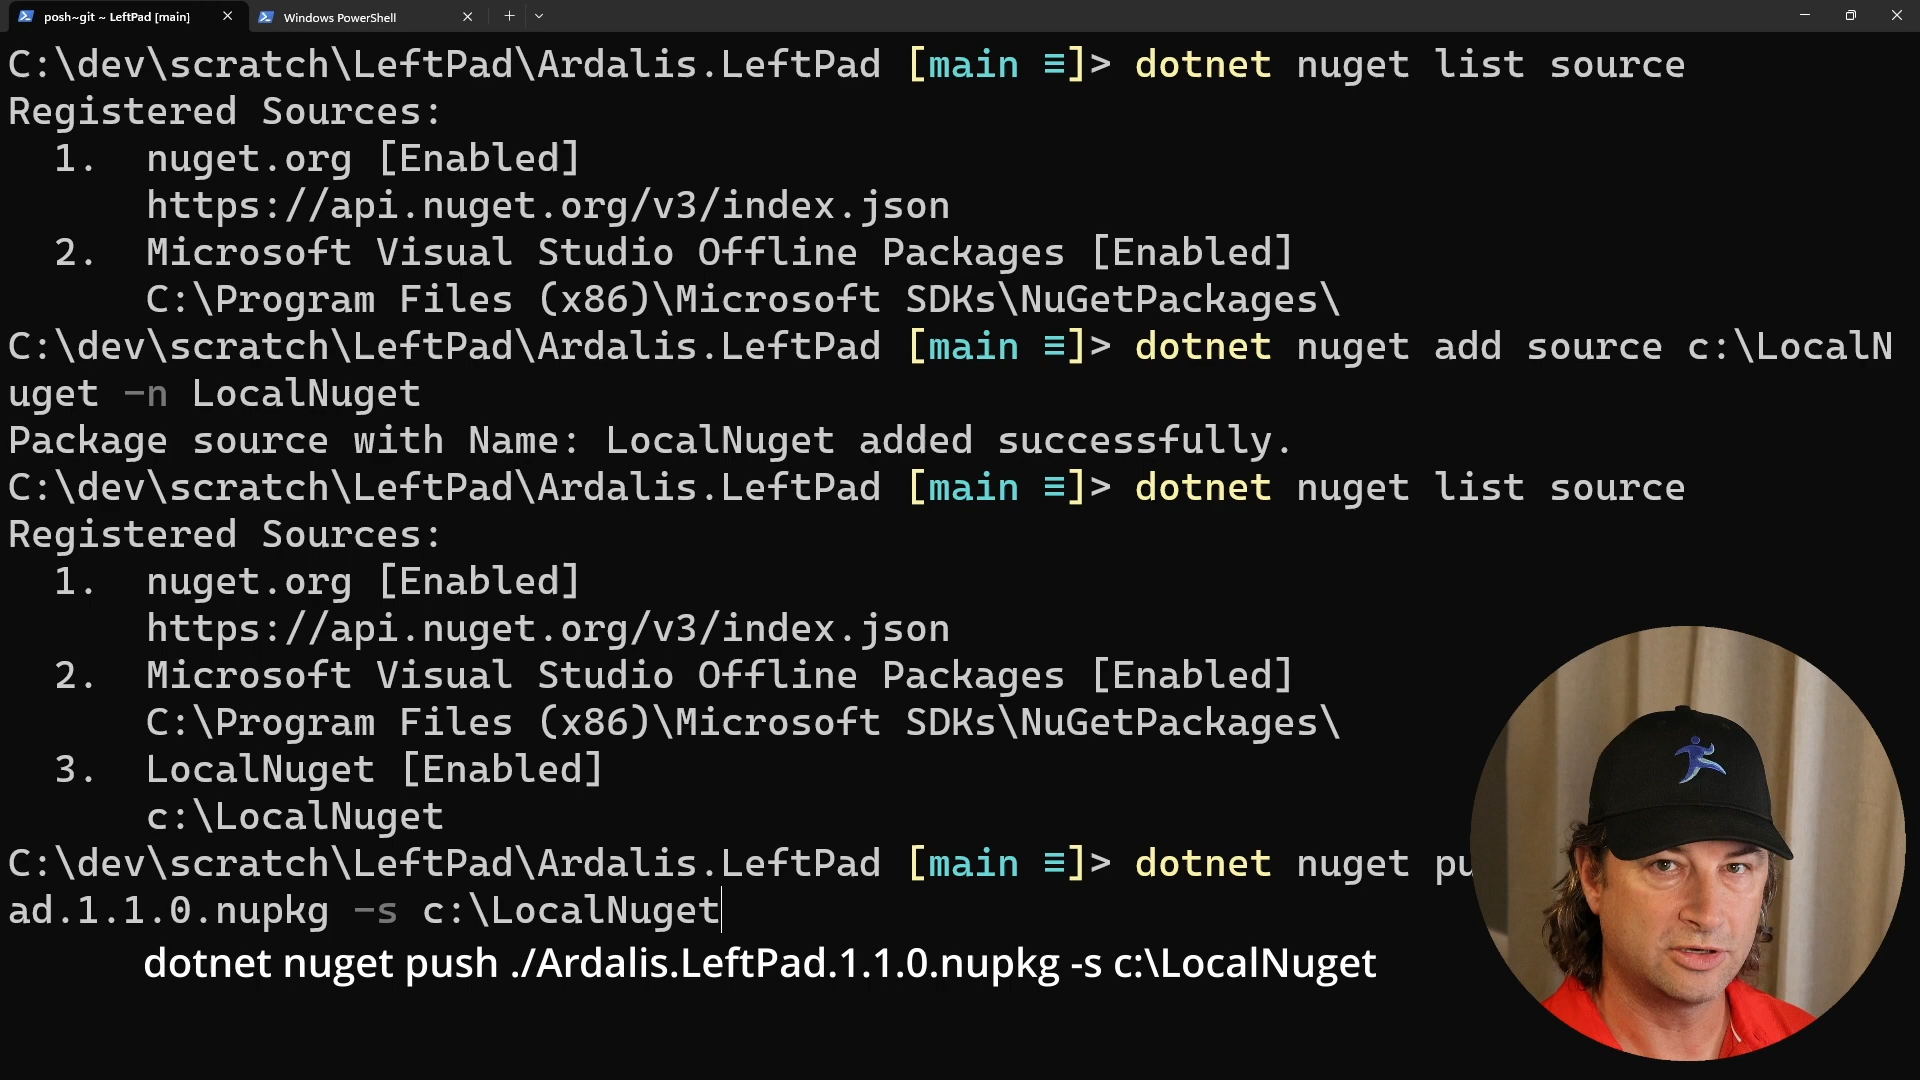 posh~git ~ LeftPad [main]
Windows PowerShell
C:\dev\scratch\LeftPad\Ardalis.LeftPad [main ≡]> dotnet nuget list source
Registered Sources:
1. nuget.org [Enabled]
https://api.nuget.org/v3/index.json
2. Microsoft Visual Studio Offline Packages [Enabled]
C:\Program Files (x86)\Microsoft SDKs\NuGetPackages\
C:\dev\scratch\LeftPad\Ardalis.LeftPad [main ≡]> dotnet nuget add source c:\LocalN
uget -n LocalNuget
Package source with Name: LocalNuget added successfully.
C:\dev\scratch\LeftPad\Ardalis.LeftPad [main ≡]> dotnet nuget list source
Registered Sources:
1. nuget.org [Enabled]
https://api.nuget.org/v3/index.json
2. Microsoft Visual Studio Offline Packages [Enabled]
C:\Program Files (x86)\Microsoft SDKs\NuGetPackages\
3. LocalNuget [Enabled]
c:\LocalNuget
C:\dev\scratch\LeftPad\Ardalis.LeftPad [main ≡]> dotnet nuget pu
ad.1.1.0.nupkg -s c:\LocalNuget
dotnet nuget push ./Ardalis.LeftPad.1.1.0.nupkg -s c:\LocalNuget